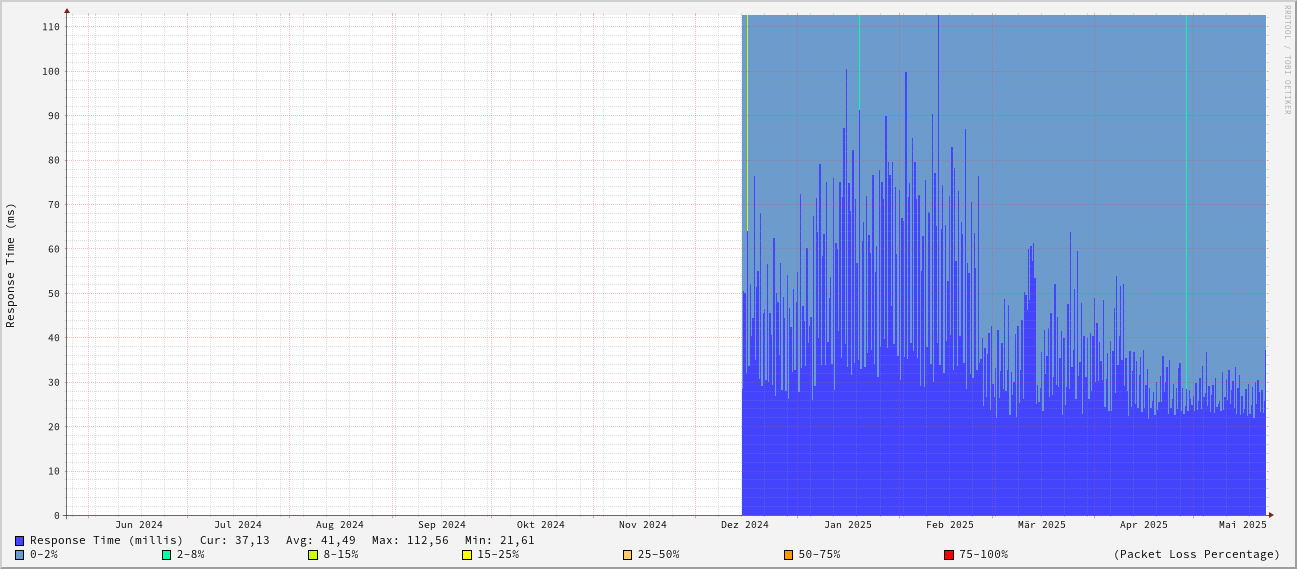 RRDTOOL / TOBI OETIKER
Response Time (ms)
110
100
90
80
70
60
50
40
30
20
10
0
Jun 2024 Jul 2024 Aug 2024 Sep 2024 Okt 2024 Nov 2024 Dez 2024 Jan 2025 Feb 2025 Mär 2025 Apr 2025 Mai 2025
Response Time (millis) Cur: 37,13 Avg: 41,49 Max: 112,56 Min: 21,61
0-2% 2-8% 8-15% 15-25% 25-50% 50-75% 75-100% (Packet Loss Percentage)